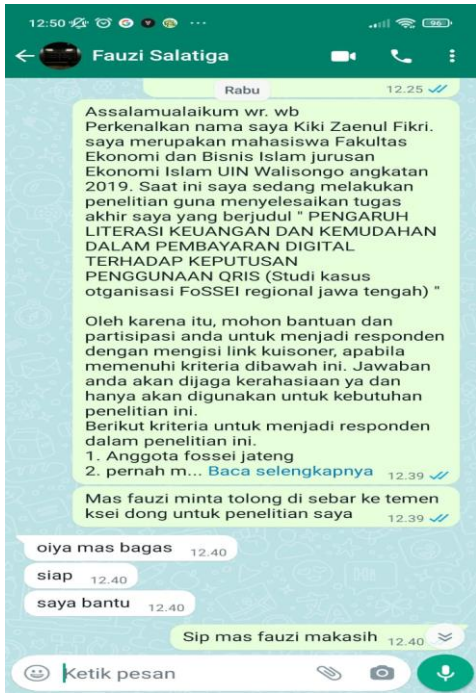 12:50
96
Fauzi Salatiga
Rabu
12.25
Assalamualaikum wr. wb
Perkenalkan nama saya Kiki Zaenul Fikri.
saya merupakan mahasiswa Fakultas
Ekonomi dan Bisnis Islam jurusan
Ekonomi Islam UIN Walisongo angkatan
2019. Saat ini saya sedang melakukan
penelitian guna menyelesaikan tugas
akhir saya yang berjudul " PENGARUH
LITERASI KEUANGAN DAN KEMUDAHAN
DALAM PEMBAYARAN DIGITAL
TERHADAP KEPUTUSAN
PENGGUNAAN QRIS (Studi kasus
otganisasi FoSSEI regional jawa tengah) "
Oleh karena itu, mohon bantuan dan
partisipasi anda untuk menjadi responden
dengan mengisi link kuisoner, apabila
memenuhi kriteria dibawah ini. Jawaban
anda akan dijaga kerahasiaan ya dan
hanya akan digunakan untuk kebutuhan
penelitian ini.
Berikut kriteria untuk menjadi responden
dalam penelitian ini.
1. Anggota fossei jateng
2. pernah m... Baca selengkapnya 12.39
Mas fauzi minta tolong di sebar ke temen
ksei dong untuk penelitian saya 12.39
oiya mas bagas 12.40
siap 12.40
saya bantu 12.40
Sip mas fauzi makasih 12.40
Ketik pesan